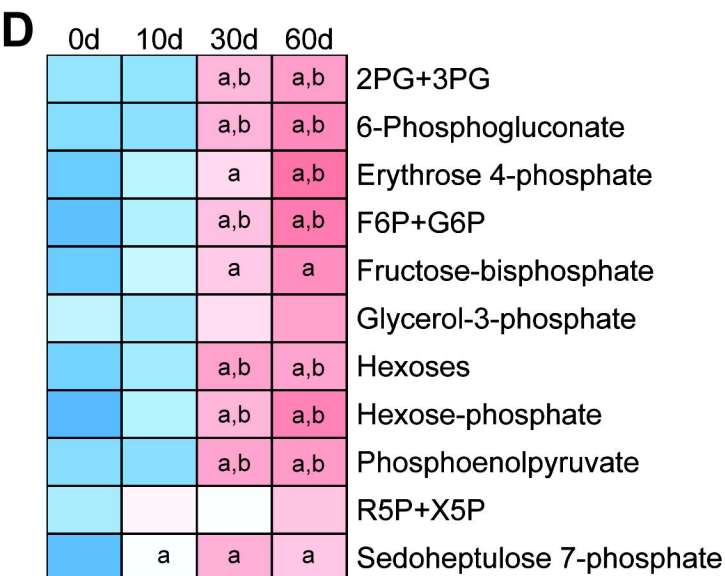 D
0d 10d 30d 60d
a,b a,b 2PG+3PG
a,b a,b 6-Phosphogluconate
a a,b Erythrose 4-phosphate
a,b a,b F6P+G6P
a a Fructose-bisphosphate
Glycerol-3-phosphate
a,b a,b Hexoses
a,b a,b Hexose-phosphate
a,b a,b Phosphoenolpyruvate
R5P+X5P
a a a Sedoheptulose 7-phosphate